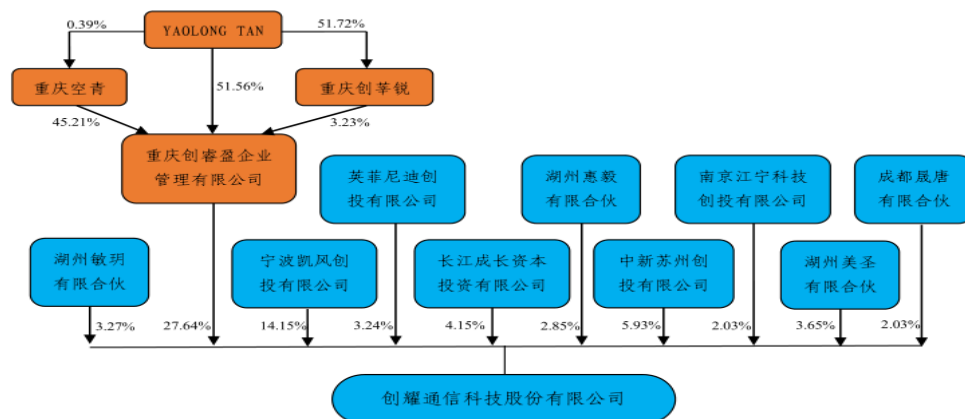 0.39%
YAOLONG TAN
51.72%
重庆空青
51.56%
重庆创莘锐
45.21%
3.23%
重庆创睿盈企业
管理有限公司
英菲尼迪创
投有限公司
湖州惠毅
有限合伙
南京江宁科技
创投有限公司
成都晟唐
有限合伙
湖州敏玥
有限合伙
宁波凯风创
投有限公司
长江成长资本
投资有限公司
中新苏州创
投有限公司
湖州美圣
有限合伙
3.27%
27.64%
14.15%
3.24%
4.15%
2.85%
5.93%
2.03%
3.65%
2.03%
创耀通信科技股份有限公司